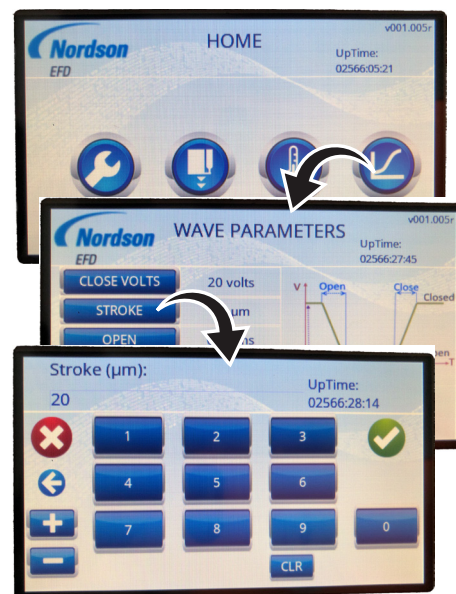 v001.005r
Nordson
EFD
HOME
UpTime:
02566:05:21
v001.005r
Nordson
EFD
WAVE PARAMETERS
UpTime:
02566:27:45
CLOSE VOLTS
20 volts
STROKE
um
OPEN
ms
V
Open
Close
Closed
T
Stroke (µm):
20
UpTime:
02566:28:14
1
2
3
4
5
6
7
8
9
0
CLR